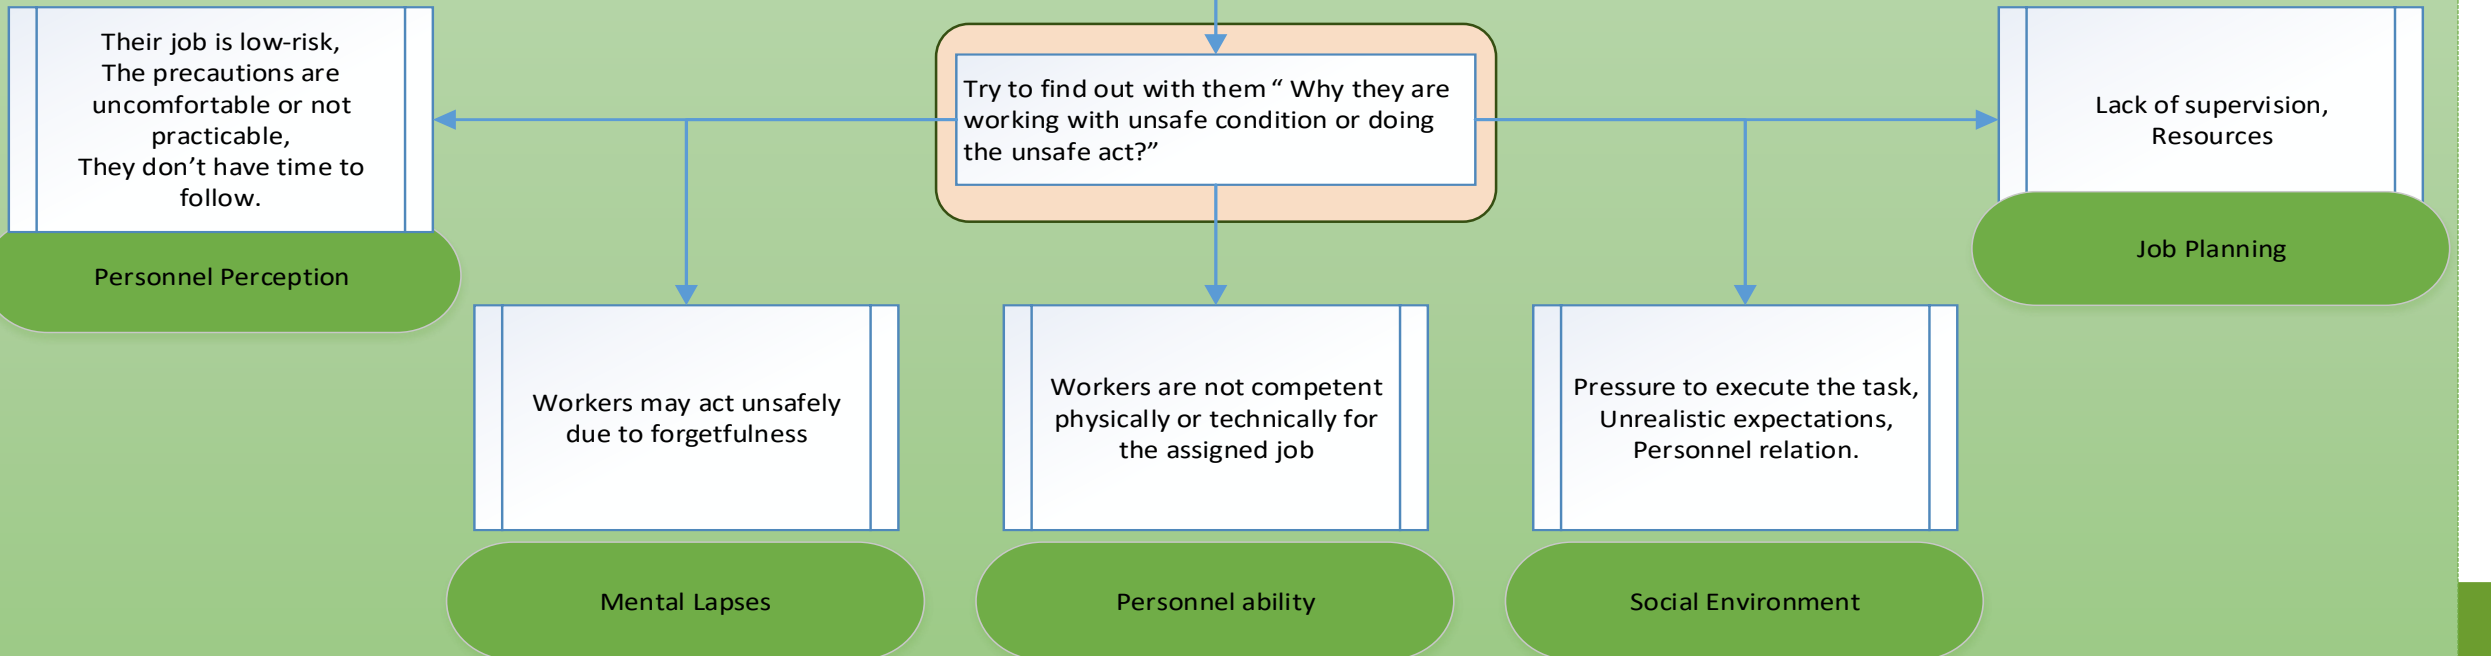 Their job is low-risk,
The precautions are
uncomfortable or not
practicable,
They don’t have time to
follow.
Personnel Perception
Try to find out with them “ Why they are
working with unsafe condition or doing
the unsafe act?”
Lack of supervision,
Resources
Job Planning
Workers may act unsafely
due to forgetfulness
Mental Lapses
Workers are not competent
physically or technically for
the assigned job
Personnel ability
Pressure to execute the task,
Unrealistic expectations,
Personnel relation.
Social Environment